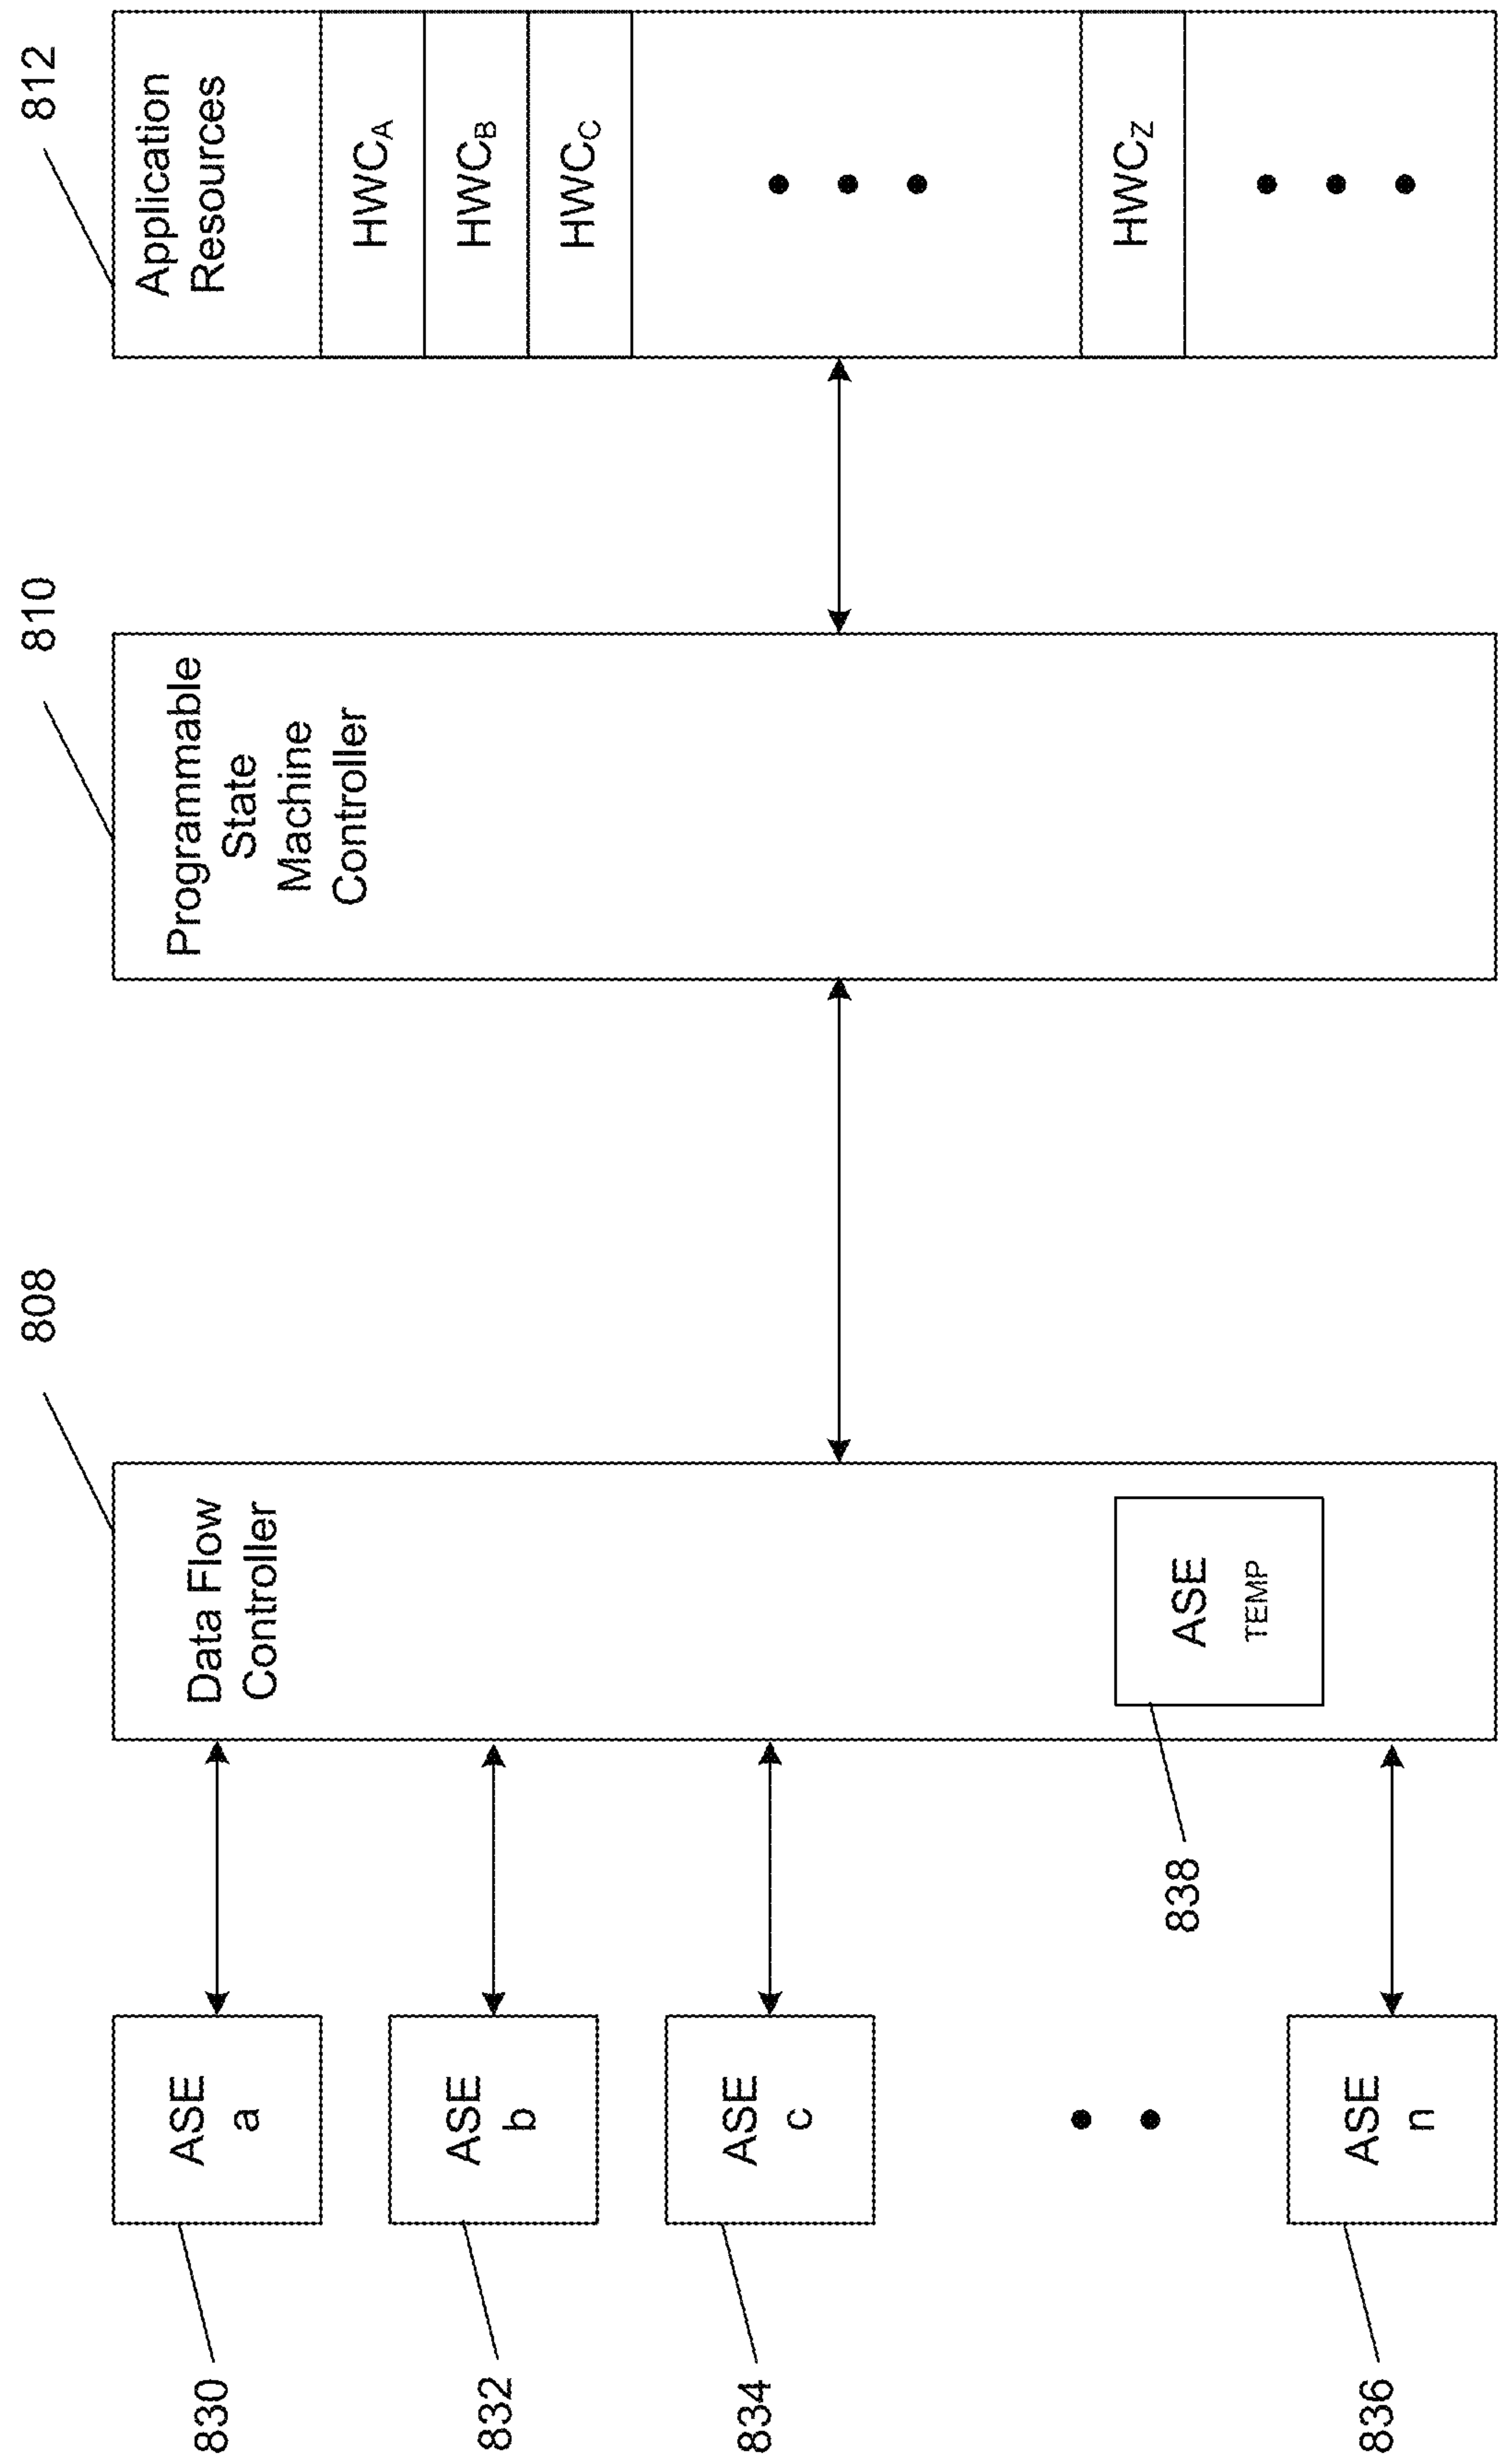 808
810
812
Data Flow
Controller
Programmable
State
Machine
Controller
Application
Resources
HWCA
HWCB
HWCC
HWCZ
830
ASE
a
832
ASE
b
834
ASE
c
838
ASE
TEMP
836
ASE
n